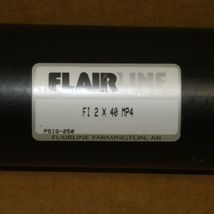 FLAIRLINE
FI 2 X 40 MP4
PSIG-250
FLAIRLINE FARMINGTON, MI